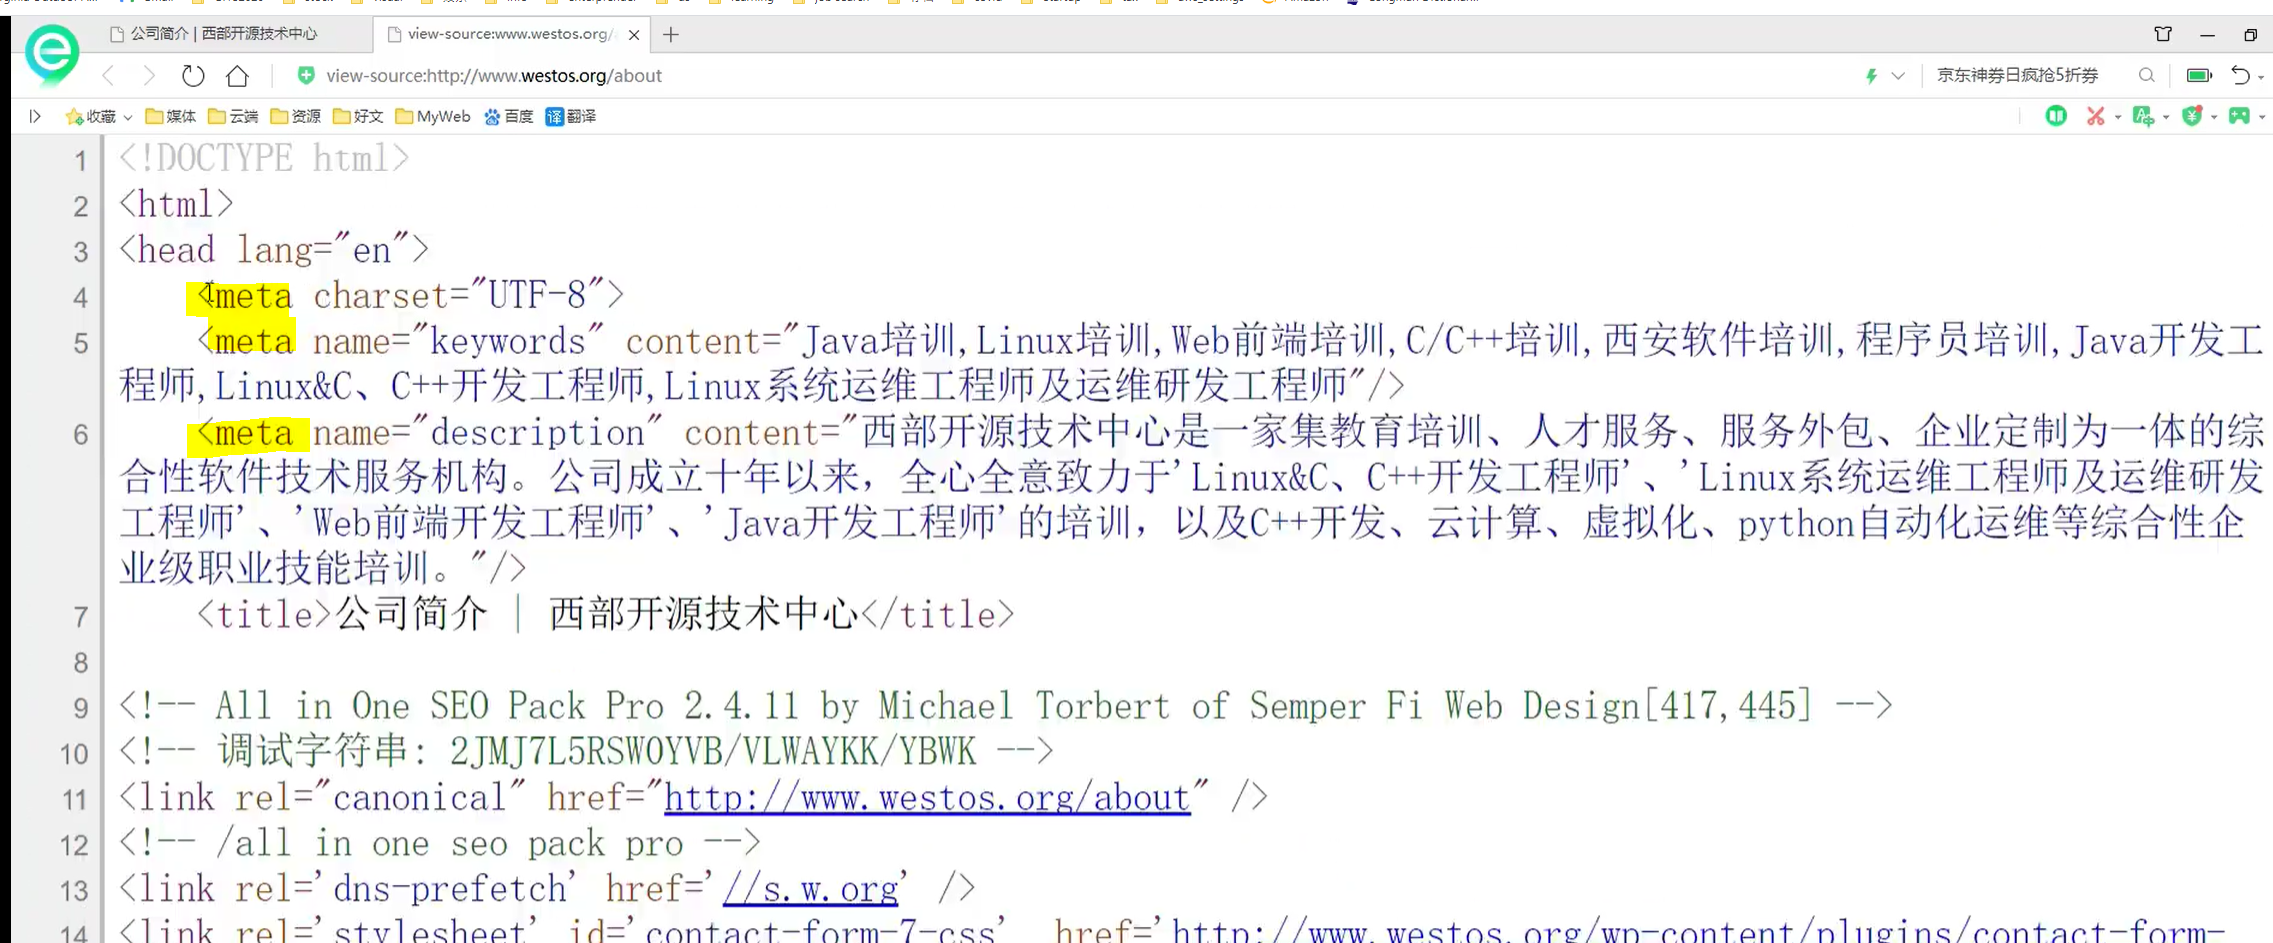 公司简介 | 西部开源技术中心
view-source:www.westos.org/
view-source:http://www.westos.org/about
京东神券日疯抢5折券
收藏 媒体 云端 资源 好文 MyWeb 百度 译 翻译
1 <!DOCTYPE html>
2 <html>
3 <head lang="en">
4 <meta charset="UTF-8">
5 <meta name="keywords" content="Java培训,Linux培训,Web前端培训,C/C++培训,西安软件培训,程序员培训,Java开发工
程师,Linux&C、C++开发工程师,Linux系统运维工程师及运维研发工程师"/>
6 <meta name="description" content="西部开源技术中心是一家集教育培训、人才服务、服务外包、企业定制为一体的综
合性软件技术服务机构。公司成立十年以来，全心全意致力于'Linux&C、C++开发工程师'、'Linux系统运维工程师及运维研发
工程师'、'Web前端开发工程师'、'Java开发工程师'的培训，以及C++开发、云计算、虚拟化、python自动化运维等综合性企
业级职业技能培训。"/>
7 <title>公司简介 | 西部开源技术中心</title>
8
9 <!-- All in One SEO Pack Pro 2.4.11 by Michael Torbert of Semper Fi Web Design[417,445] -->
10 <!-- 调试字符串: 2JMJ7L5RSW0YVB/VLWAYKK/YBWK -->
11 <link rel="canonical" href="http://www.westos.org/about" />
12 <!-- /all in one seo pack pro -->
13 <link rel='dns-prefetch' href='//s.w.org' />
14 <link rel='stylesheet' id='contact-form-7-css' href='http://www.westos.org/wp-content/plugins/contact-form-